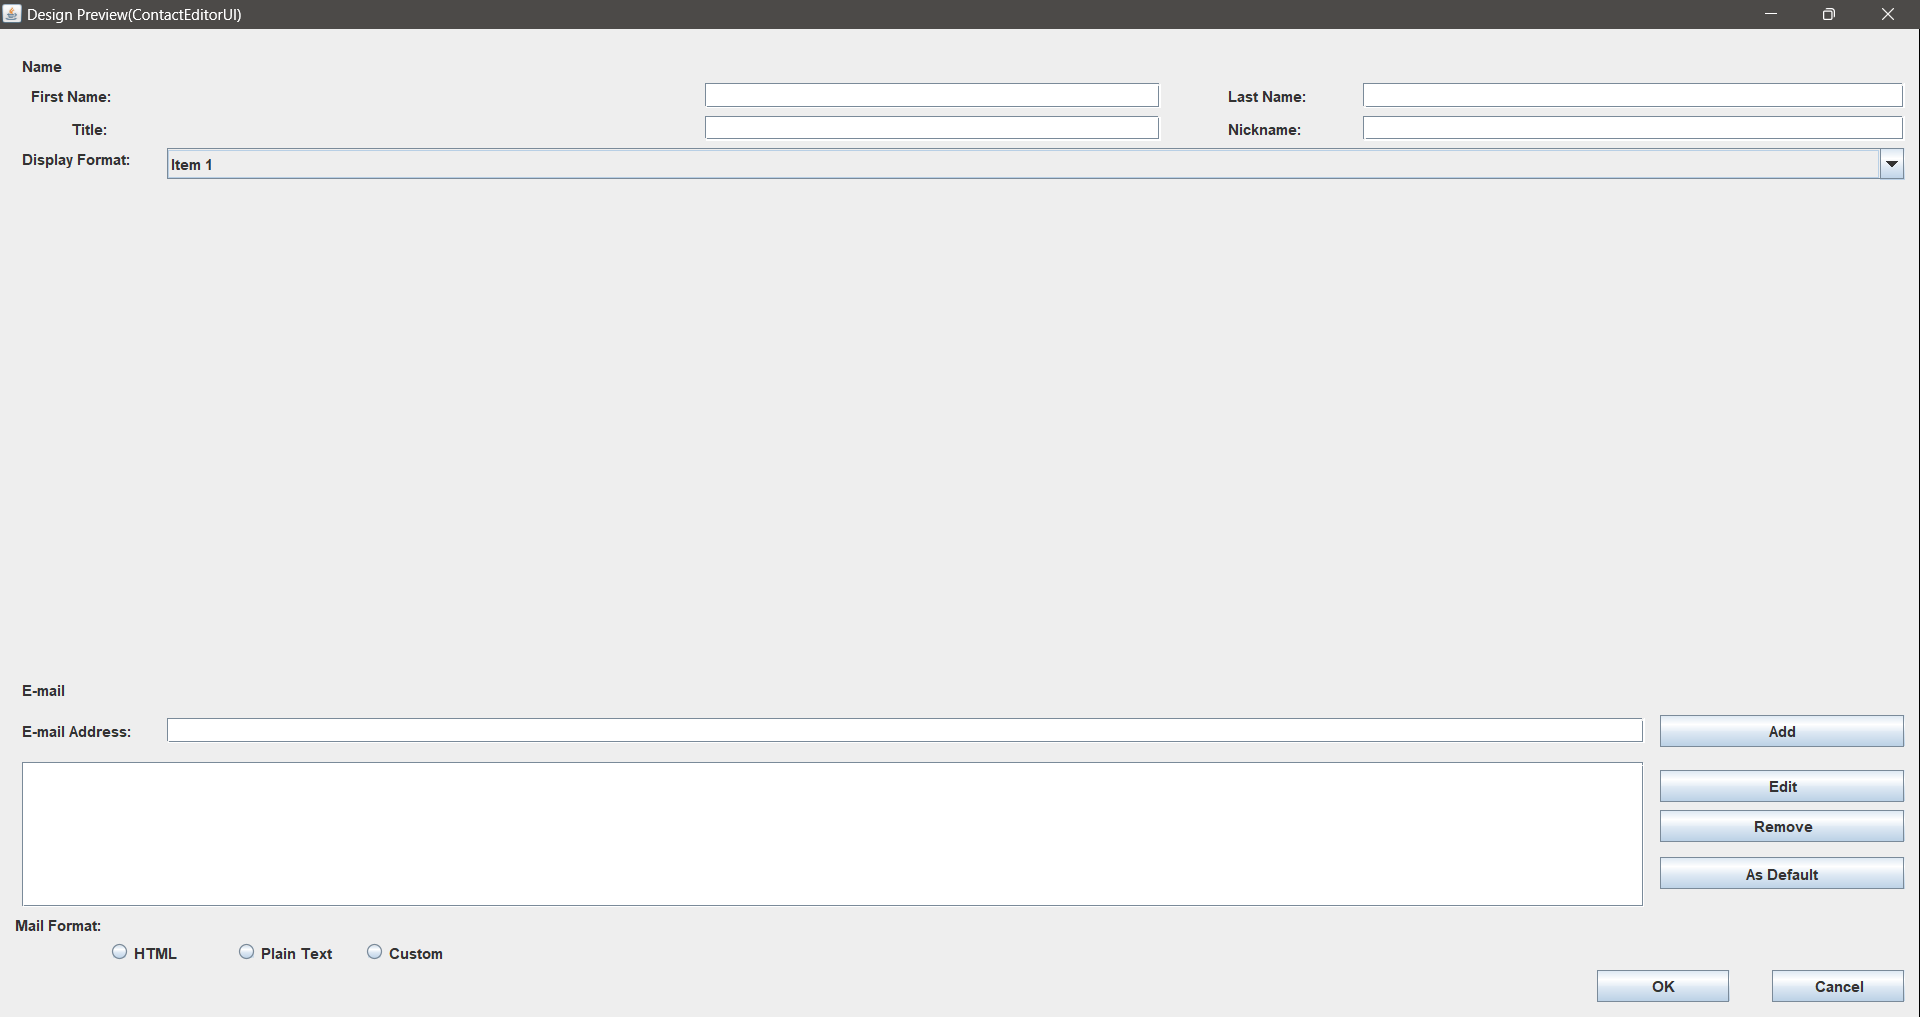 Design Preview(ContactEditorUI)
Name
First Name:
Last Name:
Title:
Nickname:
Display Format:
Item 1
E-mail
E-mail Address:
Add
Edit
Remove
As Default
Mail Format:
HTML
Plain Text
Custom
OK
Cancel